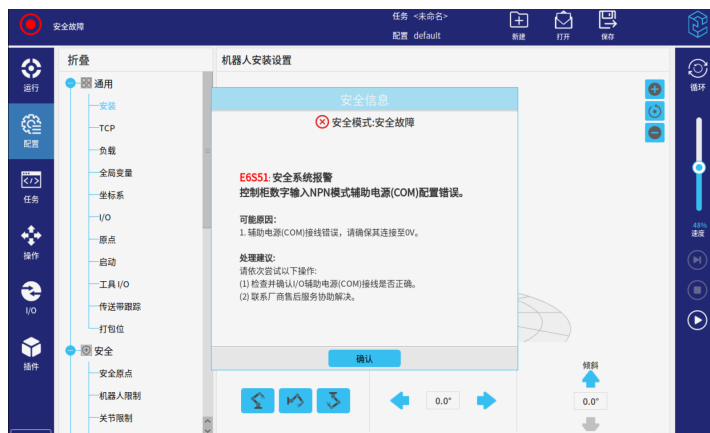 安全故障
任务 <未命名>
配置 default
新建
打开
保存
运行
配置
任务
操作
I/O
插件
折叠
通用
安装
TCP
负载
全局变量
坐标系
I/O
原点
启动
工具 I/O
传送带跟踪
打包位
安全
安全原点
机器人限制
关节限制
机器人安装设置
安全信息
安全模式:安全故障
E6S51: 安全系统报警
控制柜数字输入NPN模式辅助电源(COM)配置错误。
可能原因：
1. 辅助电源(COM)接线错误，请确保其连接至0V。
处理建议：
请依次尝试以下操作:
(1) 检查并确认I/O辅助电源(COM)接线是否正确。
(2) 联系厂商售后服务协助解决。
确认
0.0°
倾斜
0.0°
循环
48%
速度